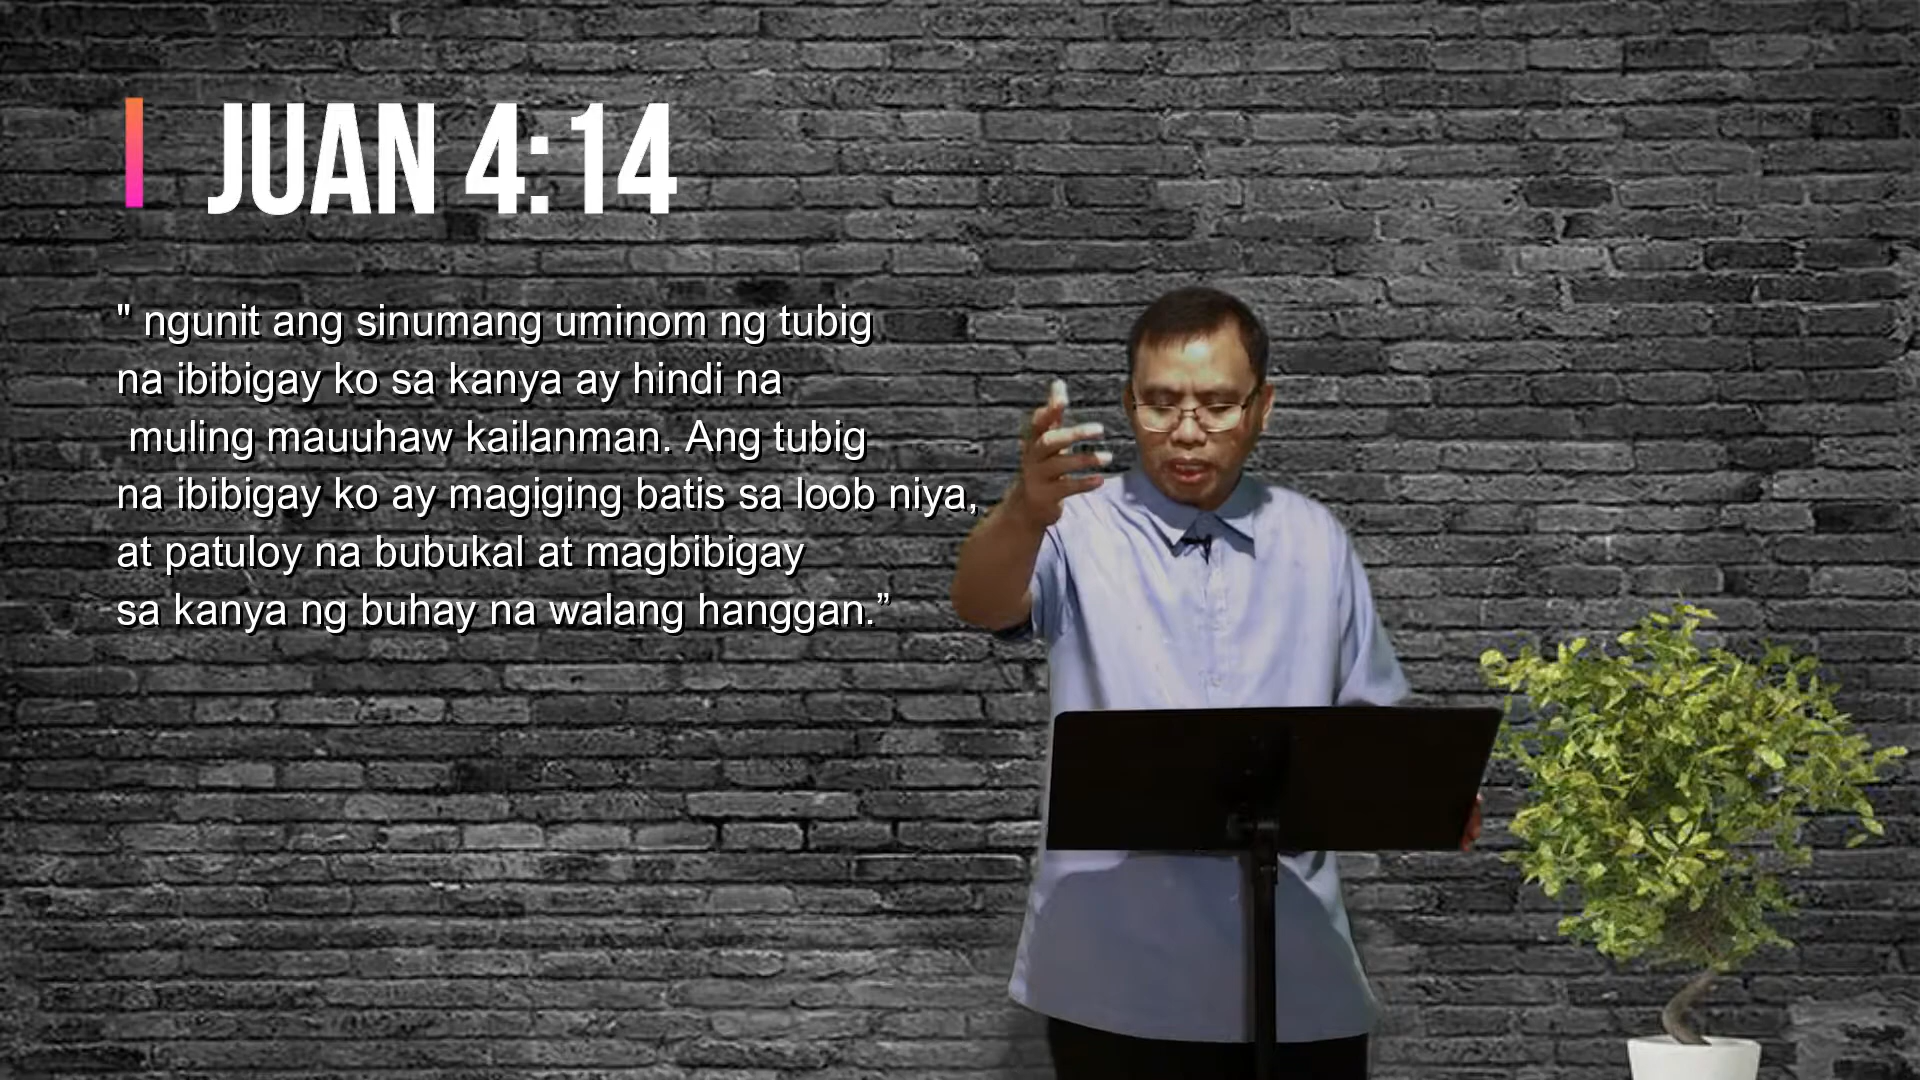 JUAN 4:14
" ngunit ang sinumang uminom ng tubig
na ibibigay ko sa kanya ay hindi na
muling mauuhaw kailanman. Ang tubig
na ibibigay ko ay magiging batis sa loob niya,
at patuloy na bubukal at magbibigay
sa kanya ng buhay na walang hanggan.”